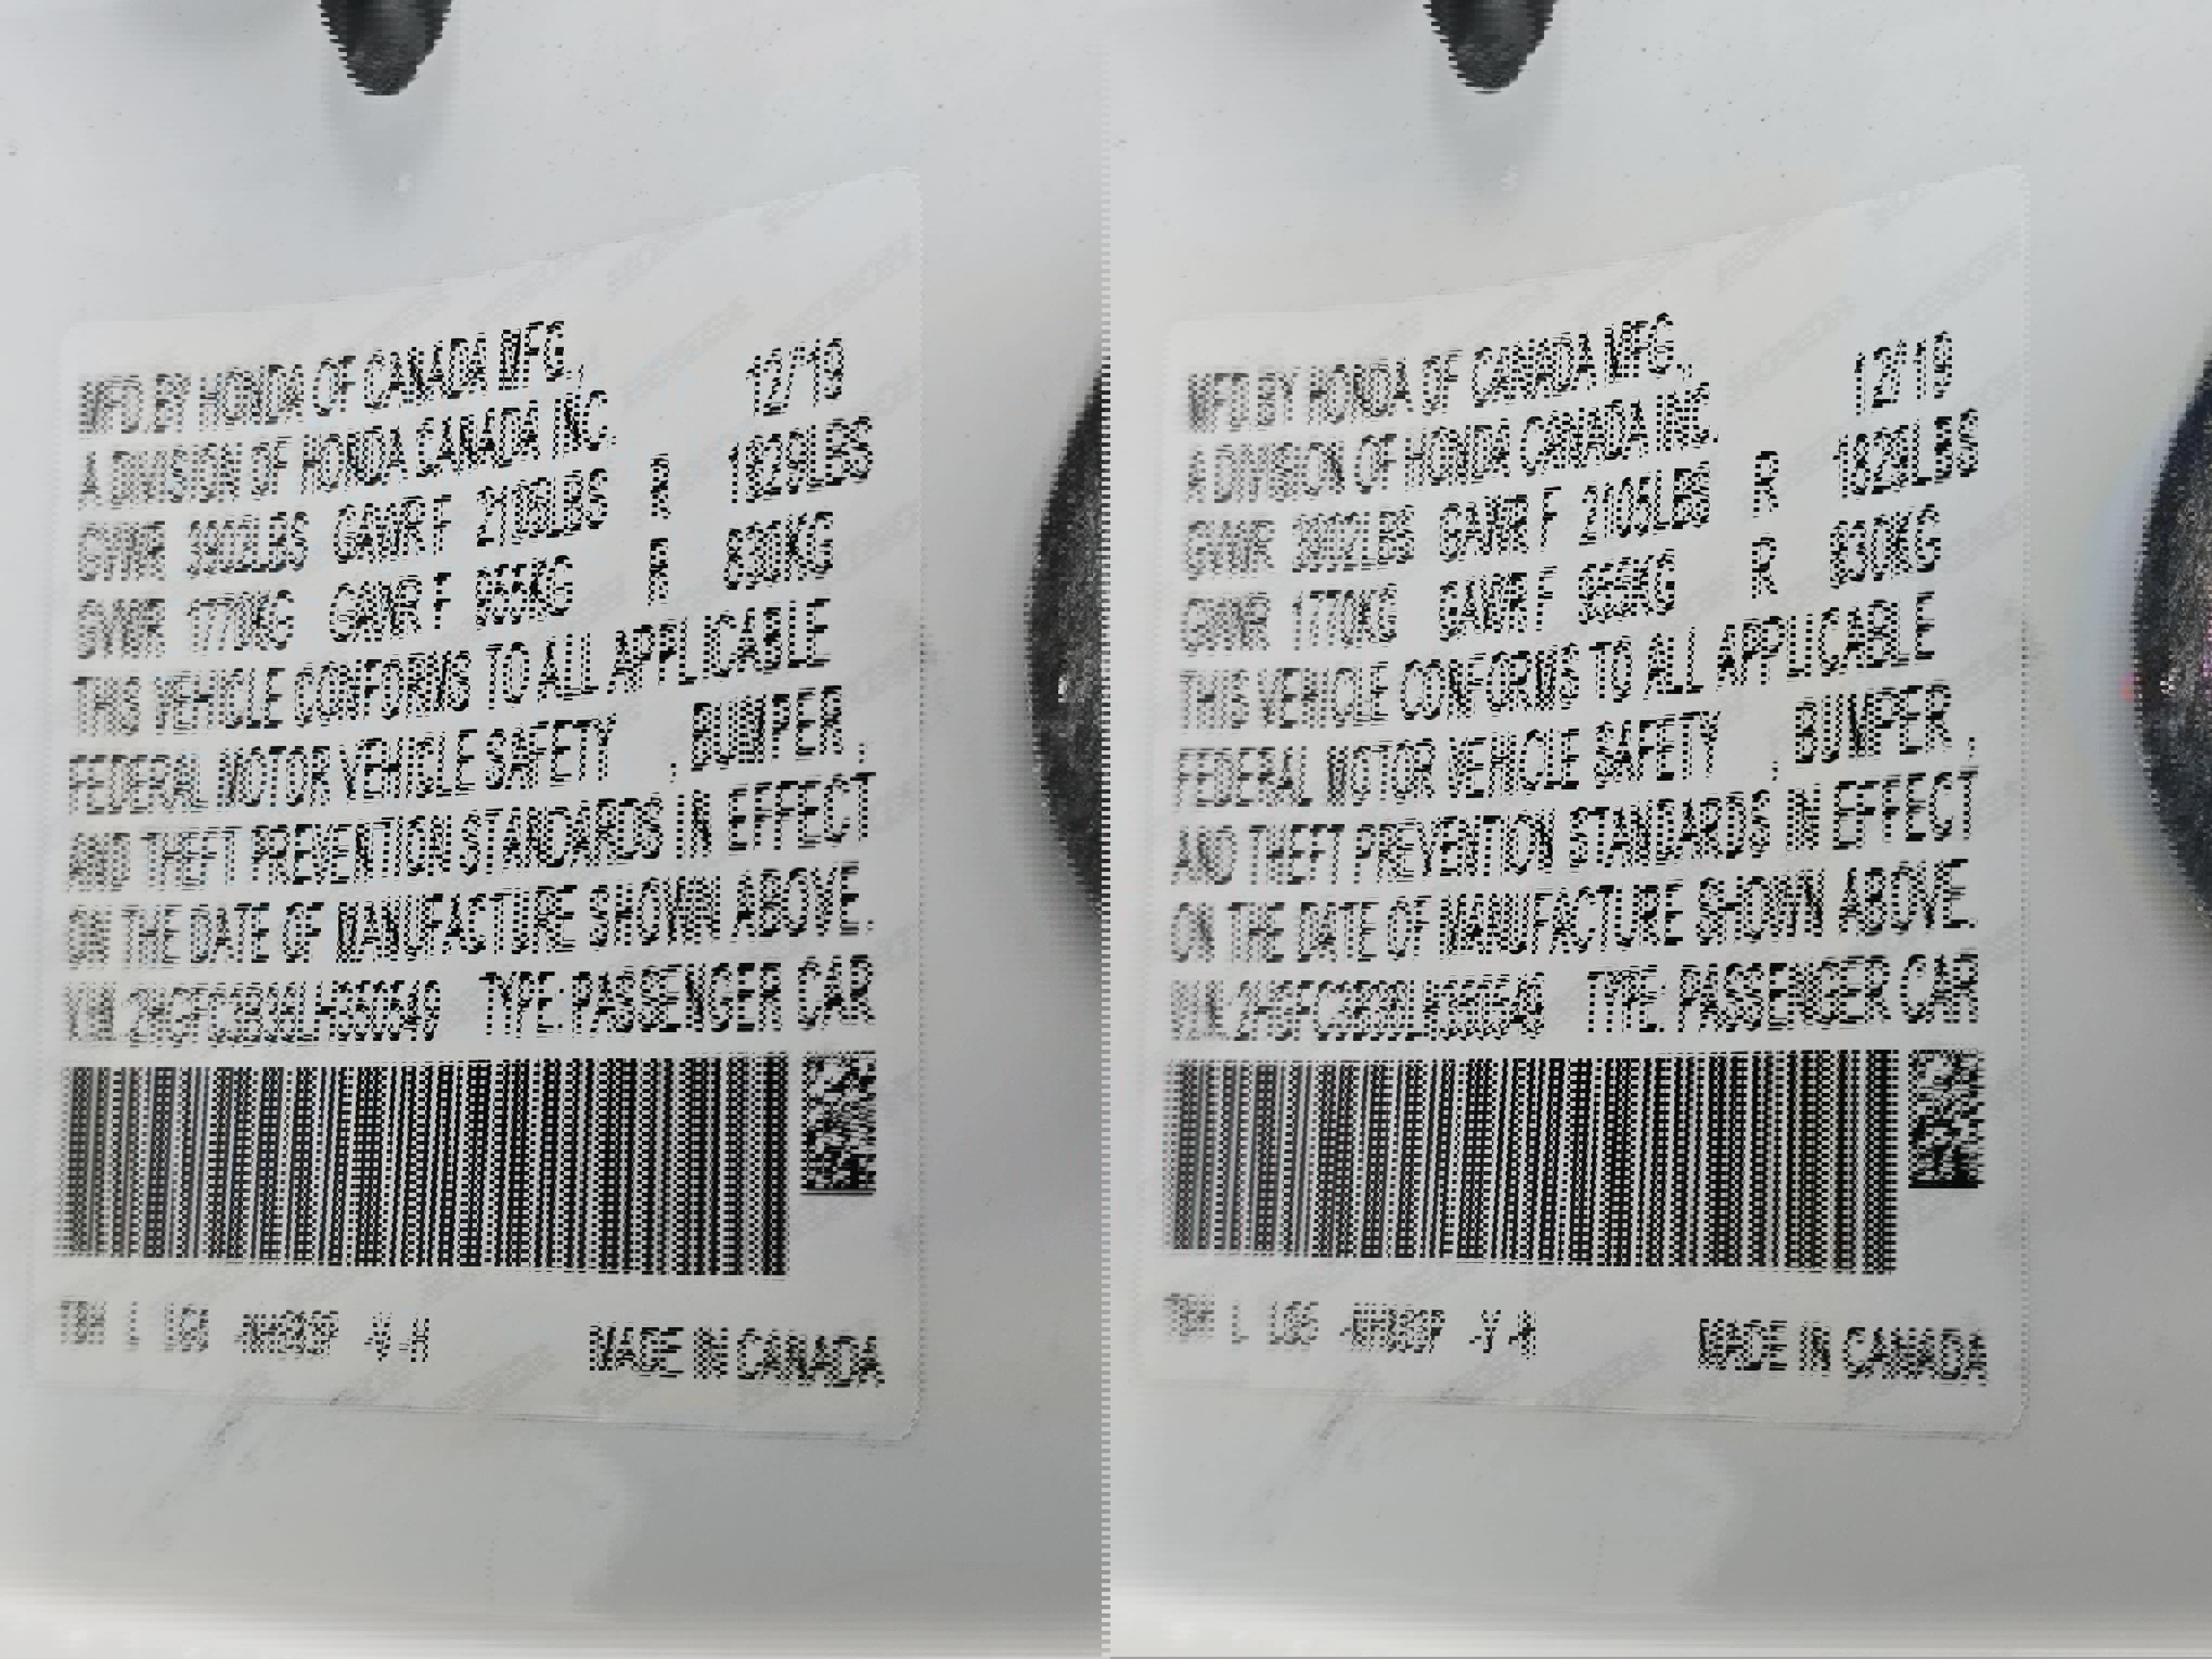 MFD.BY HONDA OF CANADA MFG.,
A DIVISION OF HONDA CANADA INC. 12/19
GVWR 3902LBS GAWR F 2105LBS R 1829LBS
GVWR 1770KG GAWR F 955KG R 830KG
THIS VEHICLE CONFORMS TO ALL APPLICABLE
FEDERAL MOTOR VEHICLE SAFETY , BUMPER ,
AND THEFT PREVENTION STANDARDS IN EFFECT
ON THE DATE OF MANUFACTURE SHOWN ABOVE.
V.I.N.: TYPE: PASSENGER CAR
TBH L -Y -H
MADE IN CANADA
MFD.BY HONDA OF CANADA MFG.,
A DIVISION OF HONDA CANADA INC. 12/19
GVWR 3902LBS GAWR F 2105LBS R 1829LBS
GVWR 1770KG GAWR F 955KG R 830KG
THIS VEHICLE CONFORMS TO ALL APPLICABLE
FEDERAL MOTOR VEHICLE SAFETY , BUMPER ,
AND THEFT PREVENTION STANDARDS IN EFFECT
ON THE DATE OF MANUFACTURE SHOWN ABOVE.
V.I.N.: TYPE: PASSENGER CAR
TBH L -Y -H
MADE IN CANADA